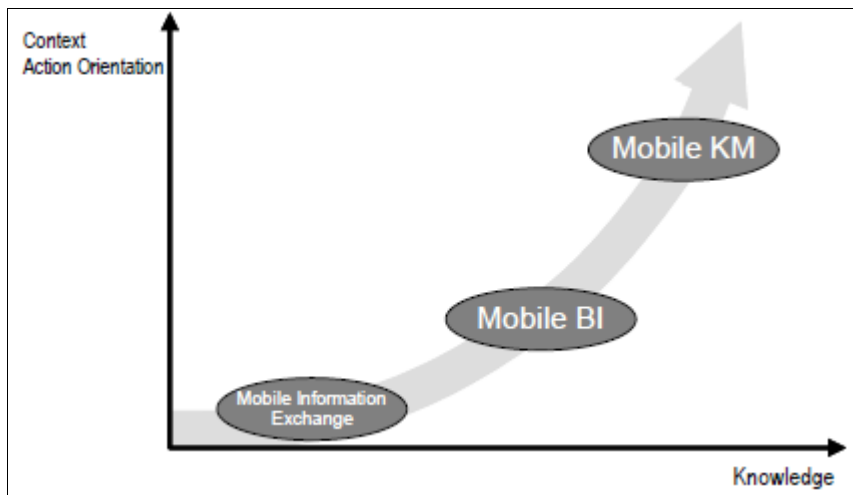 Context
Action Orientation
Mobile KM
Mobile BI
Mobile Information
Exchange
Knowledge